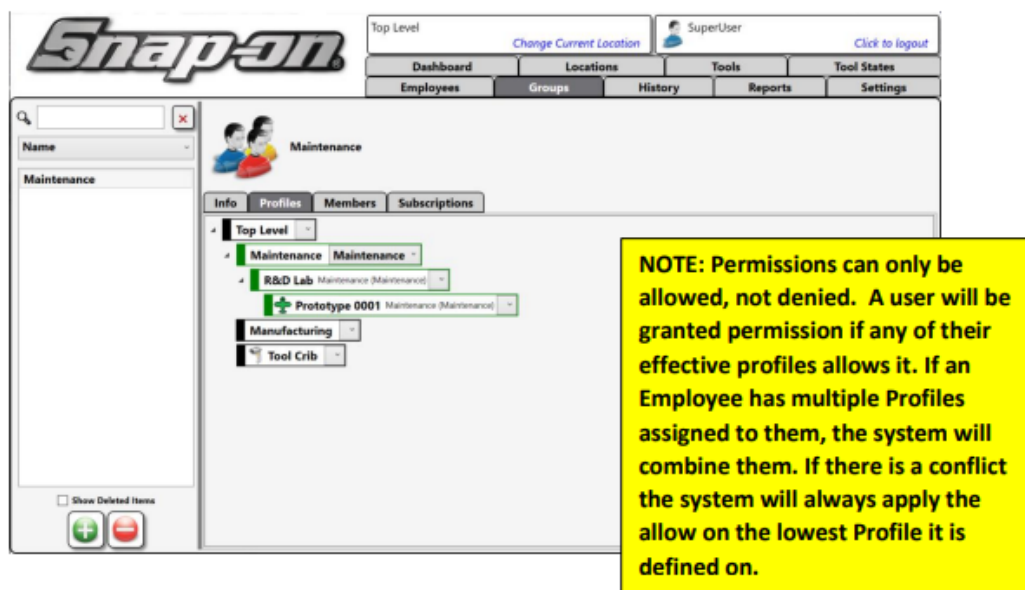 Snap-on
Top Level
Change Current Location
SuperUser
Click to logout
Dashboard Locations Tools Tool States
Employees Groups History Reports Settings
Name
Maintenance
Show Deleted Items
Maintenance
Info Profiles Members Subscriptions
Top Level
Maintenance Maintenance
R&D Lab Maintenance (Maintenance)
Prototype 0001 Maintenance (Maintenance)
Manufacturing
Tool Crib
NOTE: Permissions can only be
allowed, not denied. A user will be
granted permission if any of their
effective profiles allows it. If an
Employee has multiple Profiles
assigned to them, the system will
combine them. If there is a conflict
the system will always apply the
allow on the lowest Profile it is
defined on.